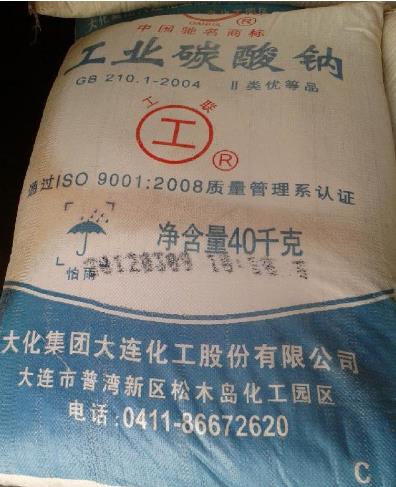 中国驰名商标
工业碳酸钠
GB 210.1-2004 II类优等品
工联
工
®
通过ISO 9001:2008质量管理系认证
怕雨
净含量40千克
大化集团大连化工股份有限公司
大连市普湾新区松木岛化工园区
电话:0411-86672620
C